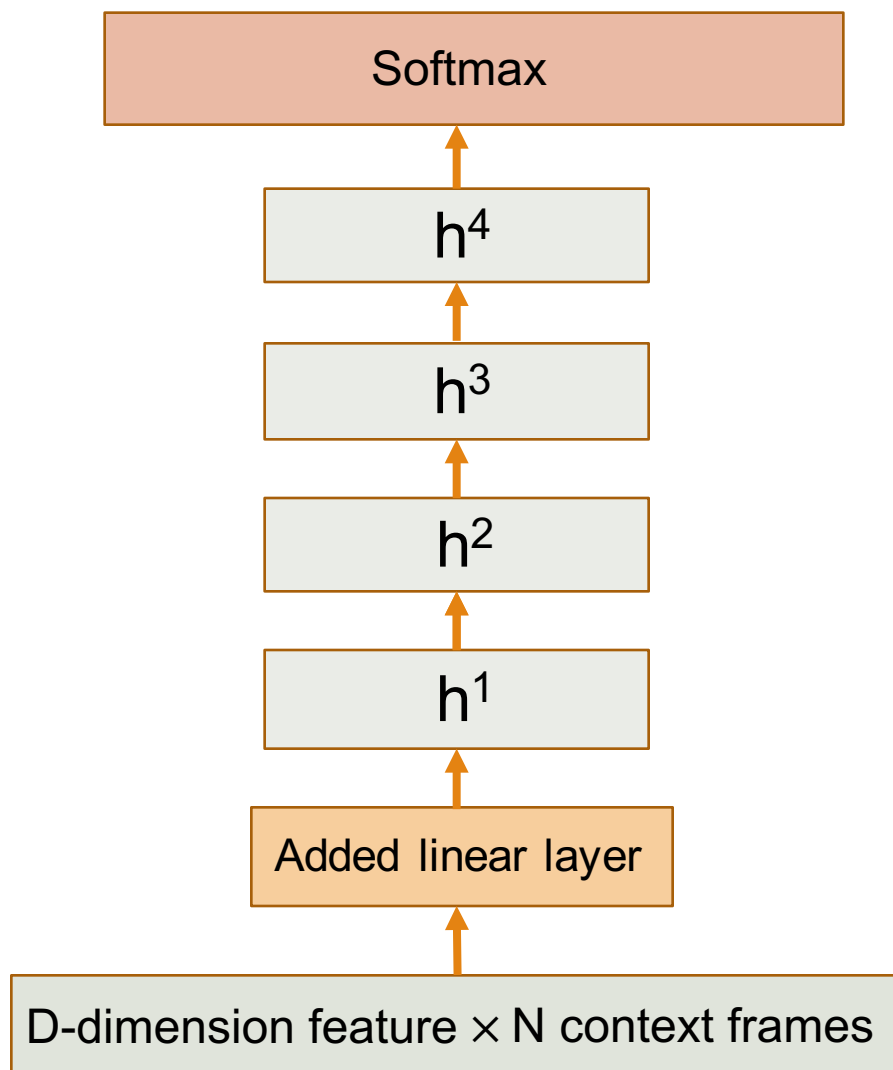 Softmax
h⁴
h³
h²
h¹
Added linear layer
D-dimension feature × N context frames